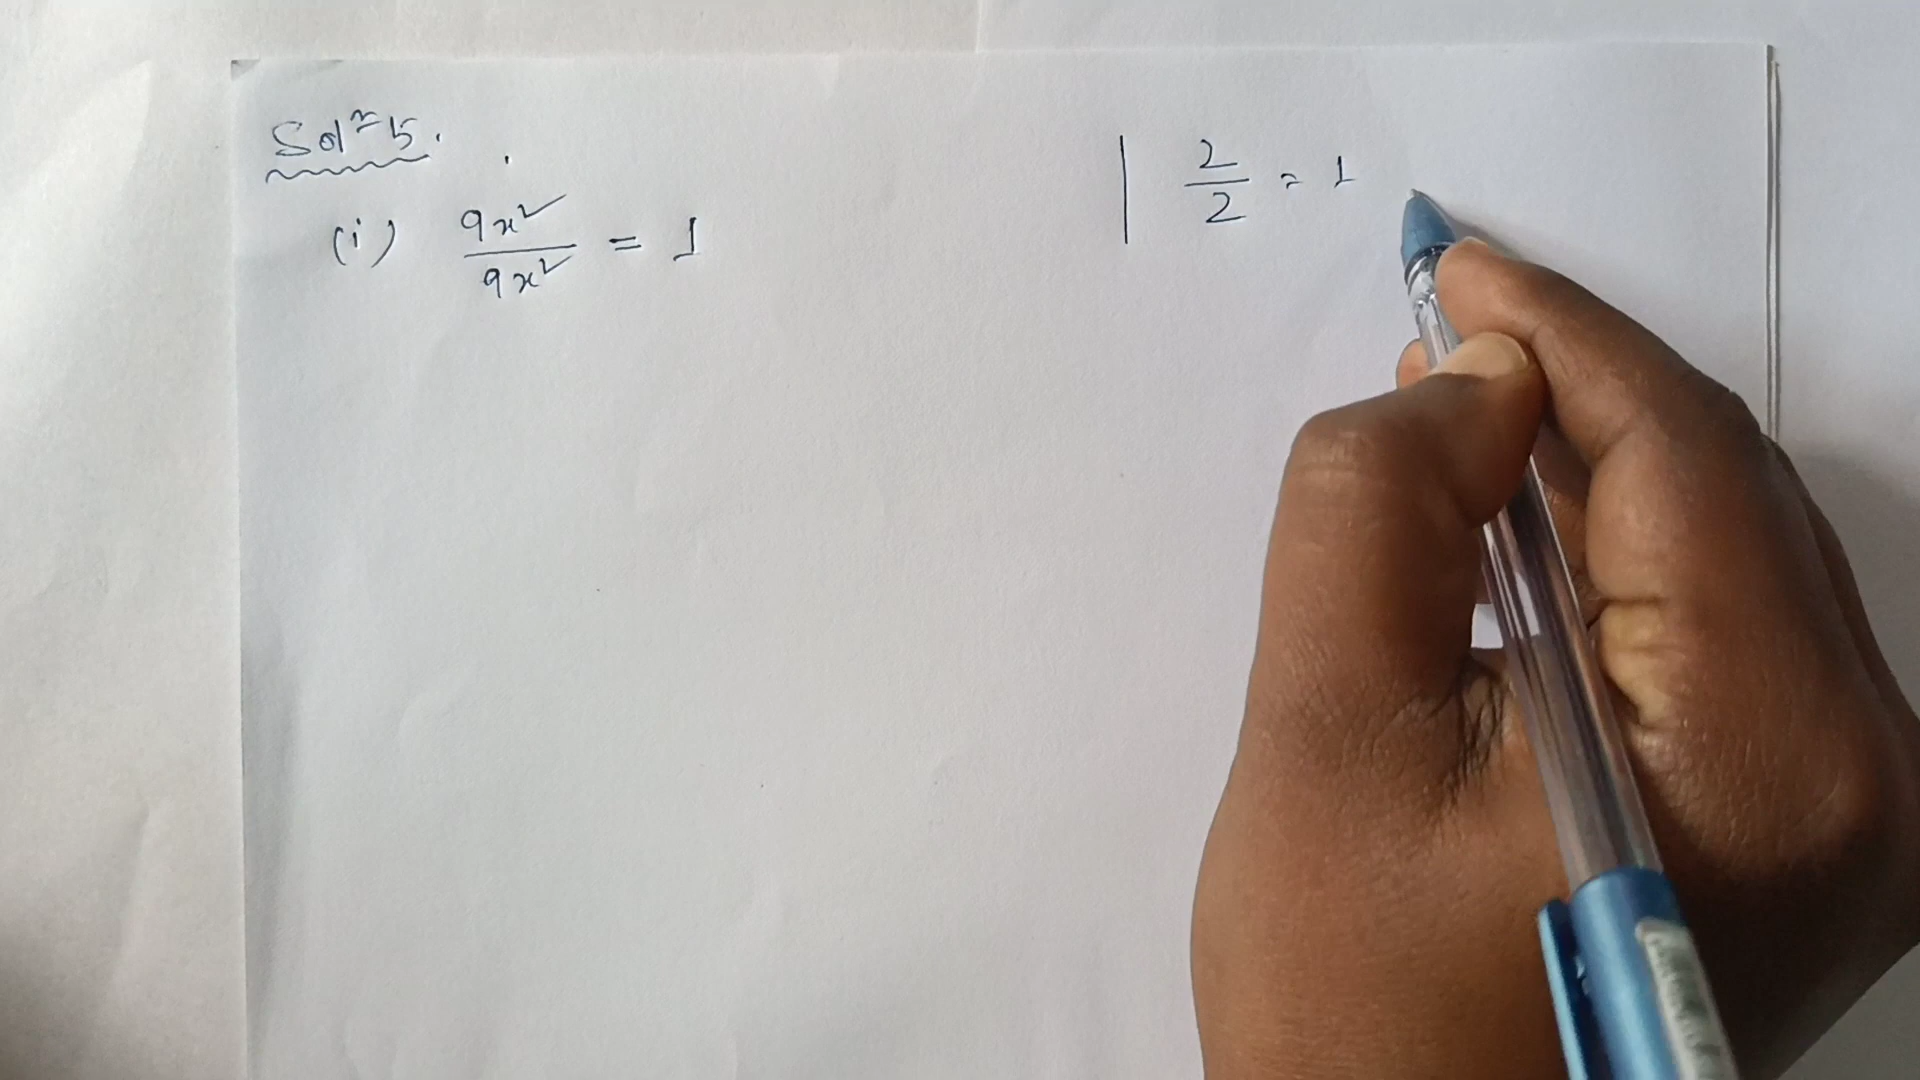 Solⁿ 5.
(i) 9x²/9x² = 1
2/2 = 1